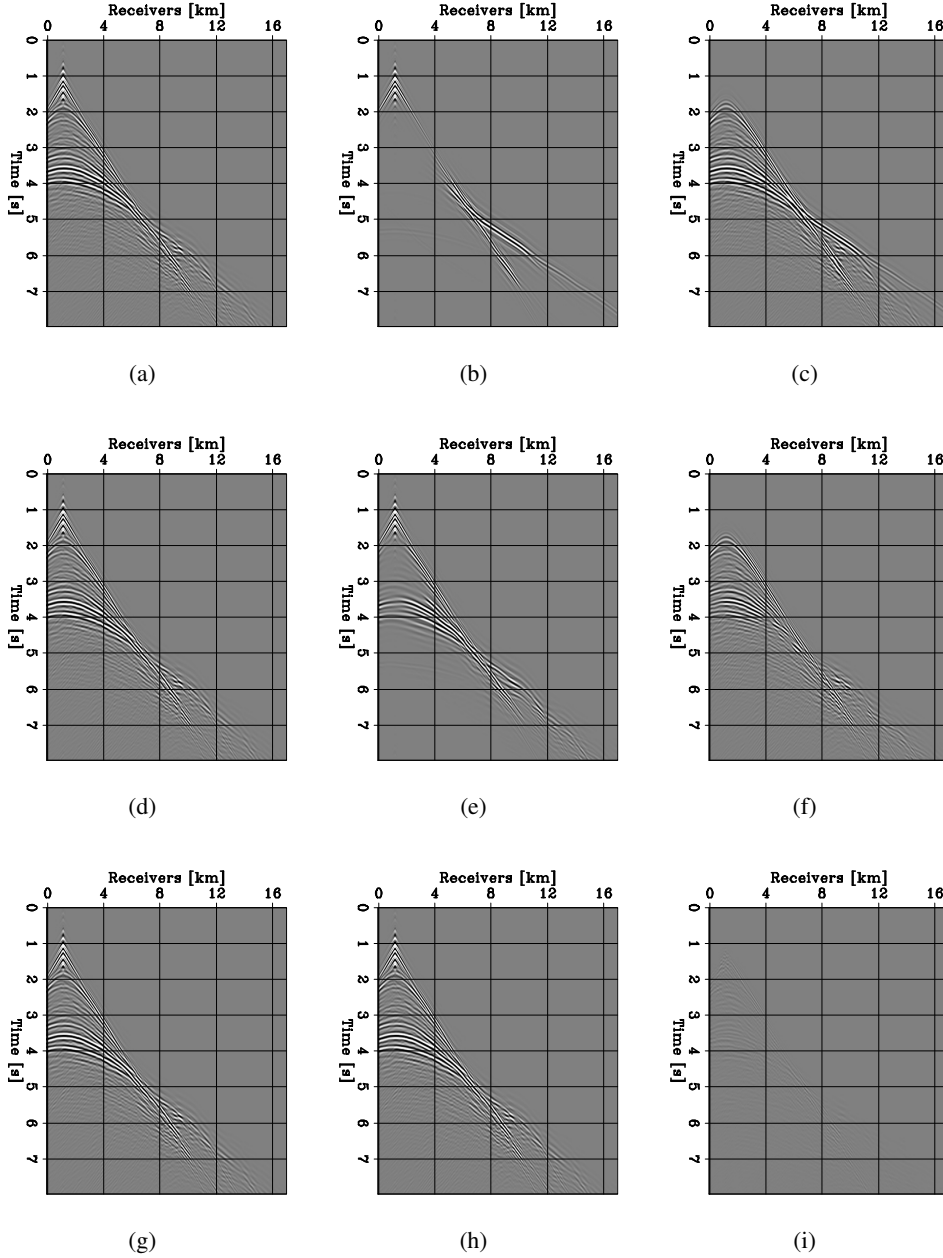 Receivers [km]
Receivers [km]
Receivers [km]
0 4 8 12 16
0 4 8 12 16
0 4 8 12 16
0 1 2 3 4 5 6 7
Time [s]
0 1 2 3 4 5 6 7
Time [s]
0 1 2 3 4 5 6 7
Time [s]
(a)
(b)
(c)
Receivers [km]
Receivers [km]
Receivers [km]
0 4 8 12 16
0 4 8 12 16
0 4 8 12 16
0 1 2 3 4 5 6 7
Time [s]
0 1 2 3 4 5 6 7
Time [s]
0 1 2 3 4 5 6 7
Time [s]
(d)
(e)
(f)
Receivers [km]
Receivers [km]
Receivers [km]
0 4 8 12 16
0 4 8 12 16
0 4 8 12 16
0 1 2 3 4 5 6 7
Time [s]
0 1 2 3 4 5 6 7
Time [s]
0 1 2 3 4 5 6 7
Time [s]
(g)
(h)
(i)